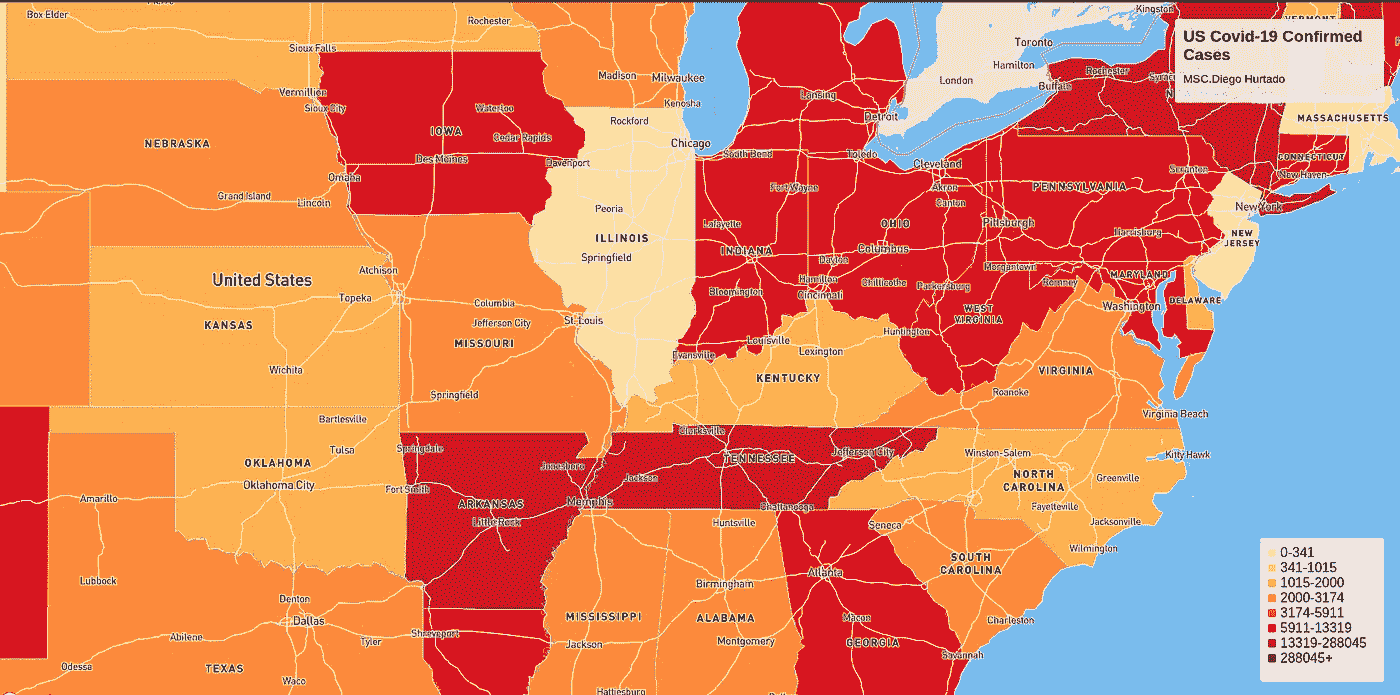 Box Elder
Rochester
Kingston
VERMONT
US Covid-19 Confirmed
Cases
MSC.Diego Hurtado
Sioux Falls
Toronto
Madison
Milwaukee
Hamilton
London
Rochester
Buffalo
Vermillion
Sioux City
Waterloo
Kenosha
Lansing
Detroit
Rockford
MASSACHUSETTS
IOWA
Cedar Rapids
NEBRASKA
Chicago
Des Moines
Davenport
South Bend
Toledo
Cleveland
CONNECTICUT
Scranton
New Haven
Omaha
Fort Wayne
Akron
PENNSYLVANIA
Grand Island
Lincoln
Canton
Peoria
New York
Lafayette
OHIO
Pittsburgh
Harrisburg
NEW
JERSEY
ILLINOIS
INDIANA
Columbus
Springfield
Dayton
Morgantown
Atchison
United States
Hamilton
Chillicothe
Parkersburg
Romney
MARYLAND
Topeka
Columbia
Bloomington
Cincinnati
Washington
DELAWARE
KANSAS
Jefferson City
St. Louis
WEST
VIRGINIA
Huntington
MISSOURI
Louisville
Evansville
Lexington
Wichita
KENTUCKY
VIRGINIA
Springfield
Roanoke
Virginia Beach
Bartlesville
Clarksville
Tulsa
Springdale
Jefferson City
Winston-Salem
Kitty Hawk
OKLAHOMA
Jonesboro
TENNESSEE
NORTH
CAROLINA
Greenville
Oklahoma City
Fort Smith
Jackson
Amarillo
ARKANSAS
Memphis
Chattanooga
Fayetteville
Little Rock
Huntsville
Seneca
Jacksonville
Wilmington
SOUTH
CAROLINA
Lubbock
Birmingham
Atlanta
Denton
Dallas
MISSISSIPPI
ALABAMA
Macon
Charleston
Abilene
Tyler
Shreveport
Jackson
Montgomery
GEORGIA
Savannah
Odessa
TEXAS
Waco
Hattiesburg
0-341
341-1015
1015-2000
2000-3174
3174-5911
5911-13319
13319-288045
288045+